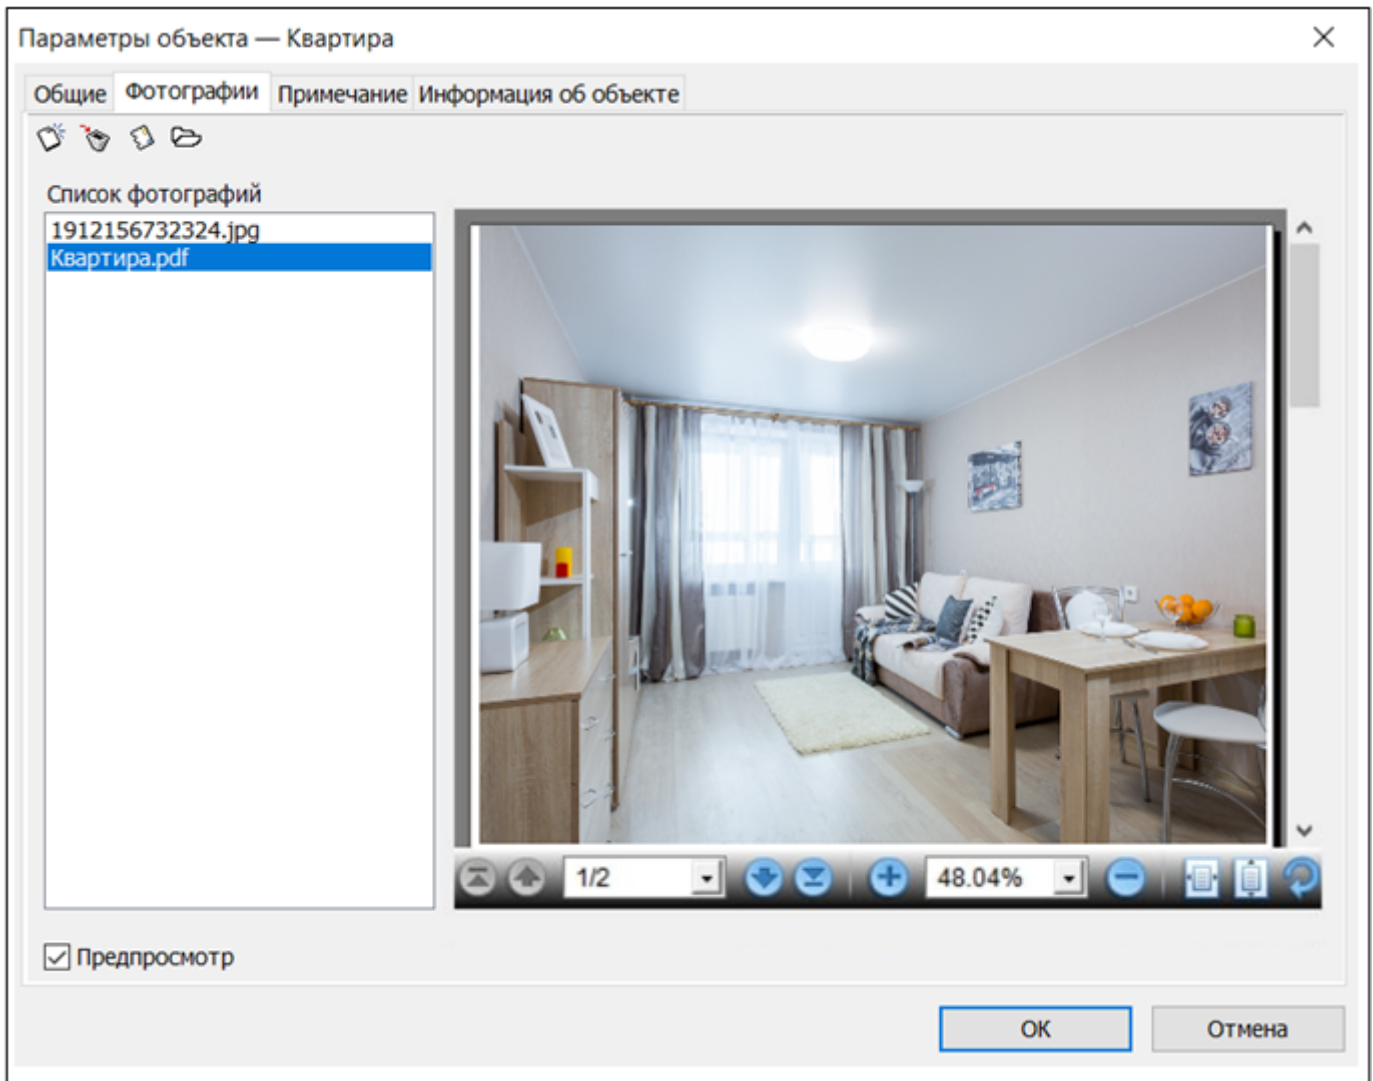 Параметры объекта — Квартира
Общие Фотографии Примечание Информация об объекте
Список фотографий
1912156732324.jpg
Квартира.pdf
1/2 48.04%
Предпросмотр
ОК Отмена